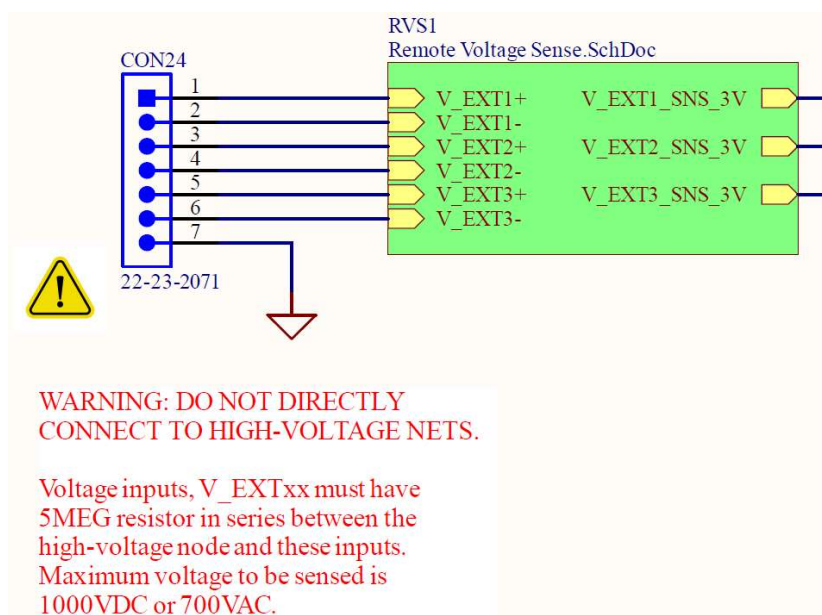 RVS1
Remote Voltage Sense.SchDoc
CON24
1
2
3
4
5
6
7
V_EXT1+
V_EXT1-
V_EXT2+
V_EXT2-
V_EXT3+
V_EXT3-
V_EXT1_SNS_3V
V_EXT2_SNS_3V
V_EXT3_SNS_3V
22-23-2071
!
WARNING: DO NOT DIRECTLY
CONNECT TO HIGH-VOLTAGE NETS.
Voltage inputs, V_EXTxx must have
5MEG resistor in series between the
high-voltage node and these inputs.
Maximum voltage to be sensed is
1000VDC or 700VAC.